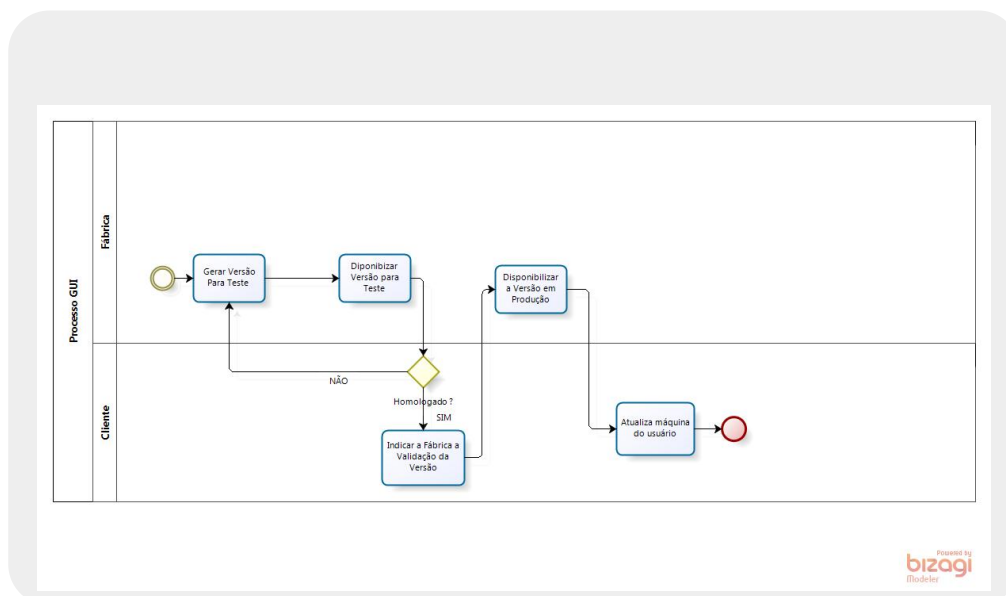 Processo GUI
Fábrica
Gerar Versão
Para Teste
Diponibizar
Versão para
Teste
Disponibilizar
a Versão em
Produção
Cliente
NÃO
Homologado ?
SIM
Indicar a Fábrica a
Validação da
Versão
Atualiza máquina
do usuário
Powered by
bizagi
Modeler